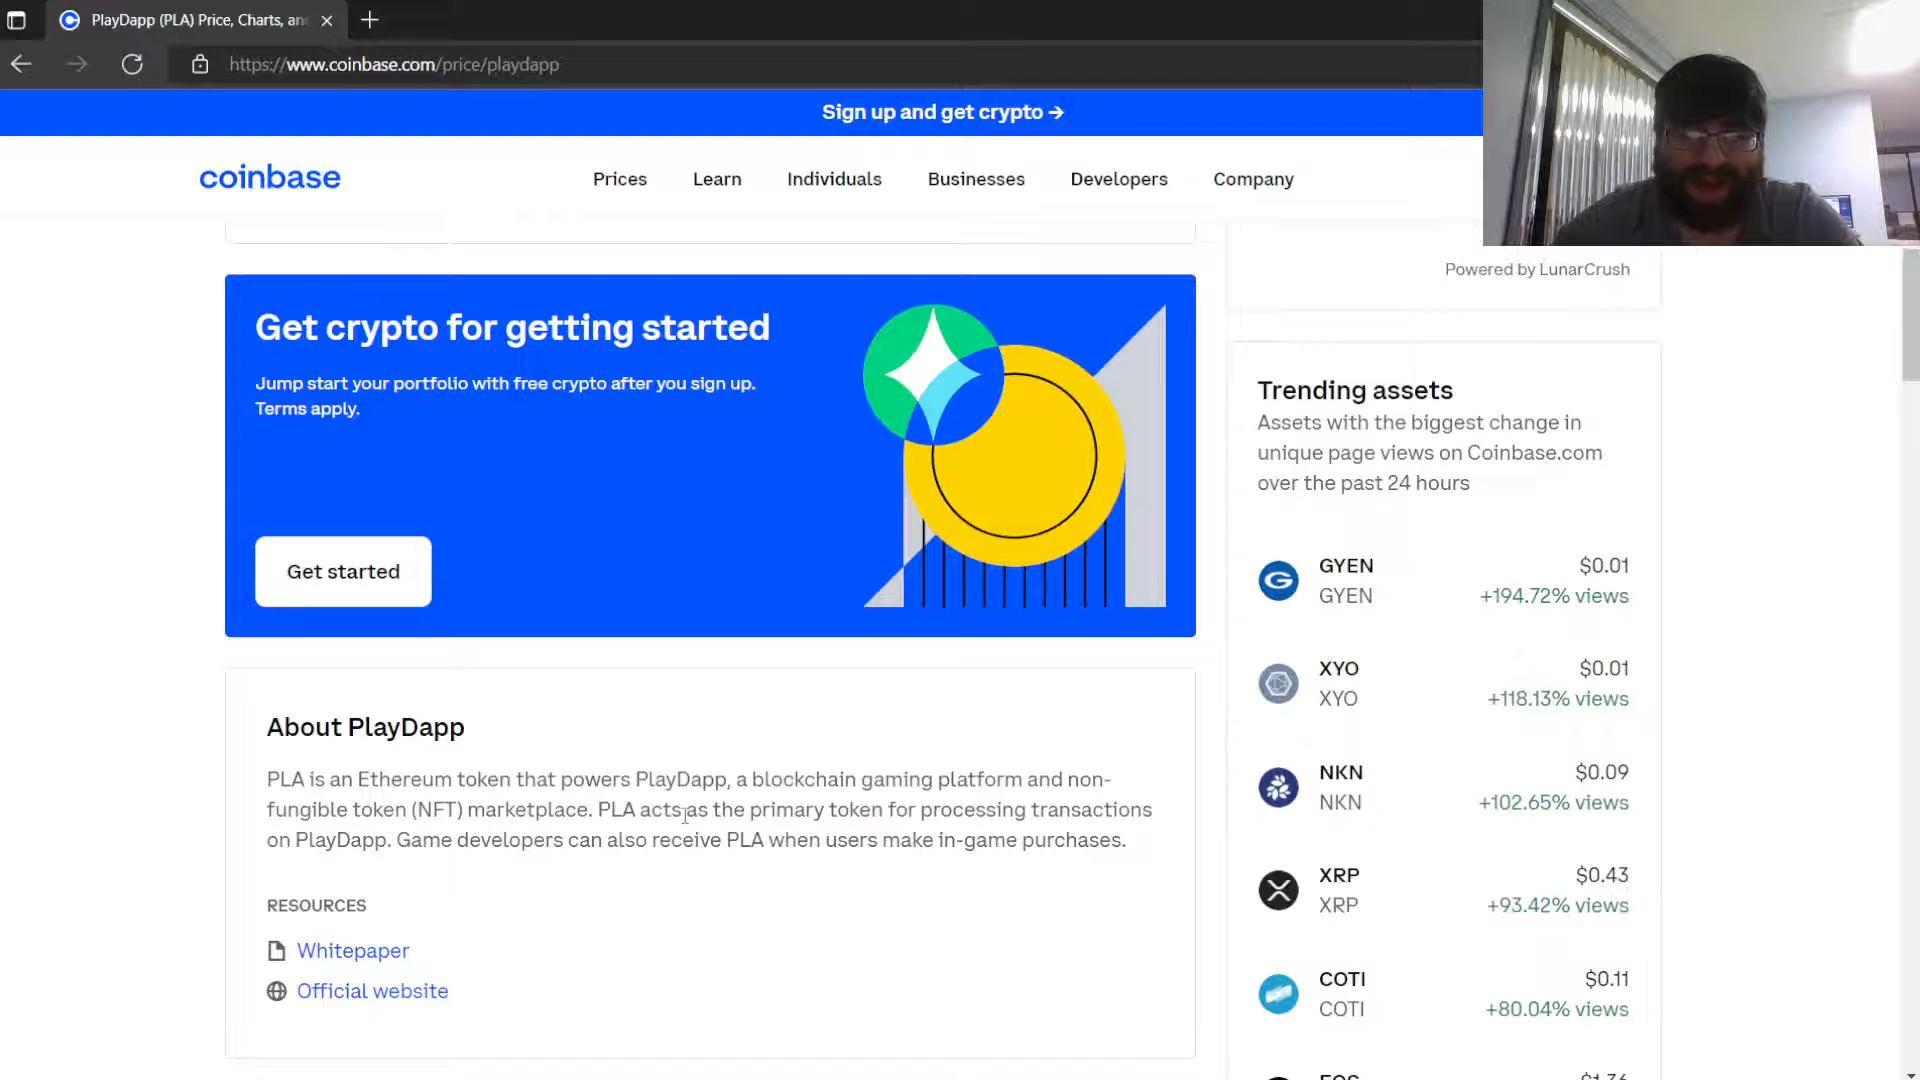 PlayDapp (PLA) Price, Charts, an
https://www.coinbase.com/price/playdapp
Sign up and get crypto →
coinbase
Prices
Learn
Individuals
Businesses
Developers
Company
Powered by LunarCrush
Get crypto for getting started
Jump start your portfolio with free crypto after you sign up.
Terms apply.
Get started
About PlayDapp
PLA is an Ethereum token that powers PlayDapp, a blockchain gaming platform and non-
fungible token (NFT) marketplace. PLA acts as the primary token for processing transactions
on PlayDapp. Game developers can also receive PLA when users make in-game purchases.
RESOURCES
Whitepaper
Official website
Trending assets
Assets with the biggest change in
unique page views on Coinbase.com
over the past 24 hours
GYEN $0.01
GYEN +194.72% views
XYO $0.01
XYO +118.13% views
NKN $0.09
NKN +102.65% views
XRP $0.43
XRP +93.42% views
COTI $0.11
COTI +80.04% views